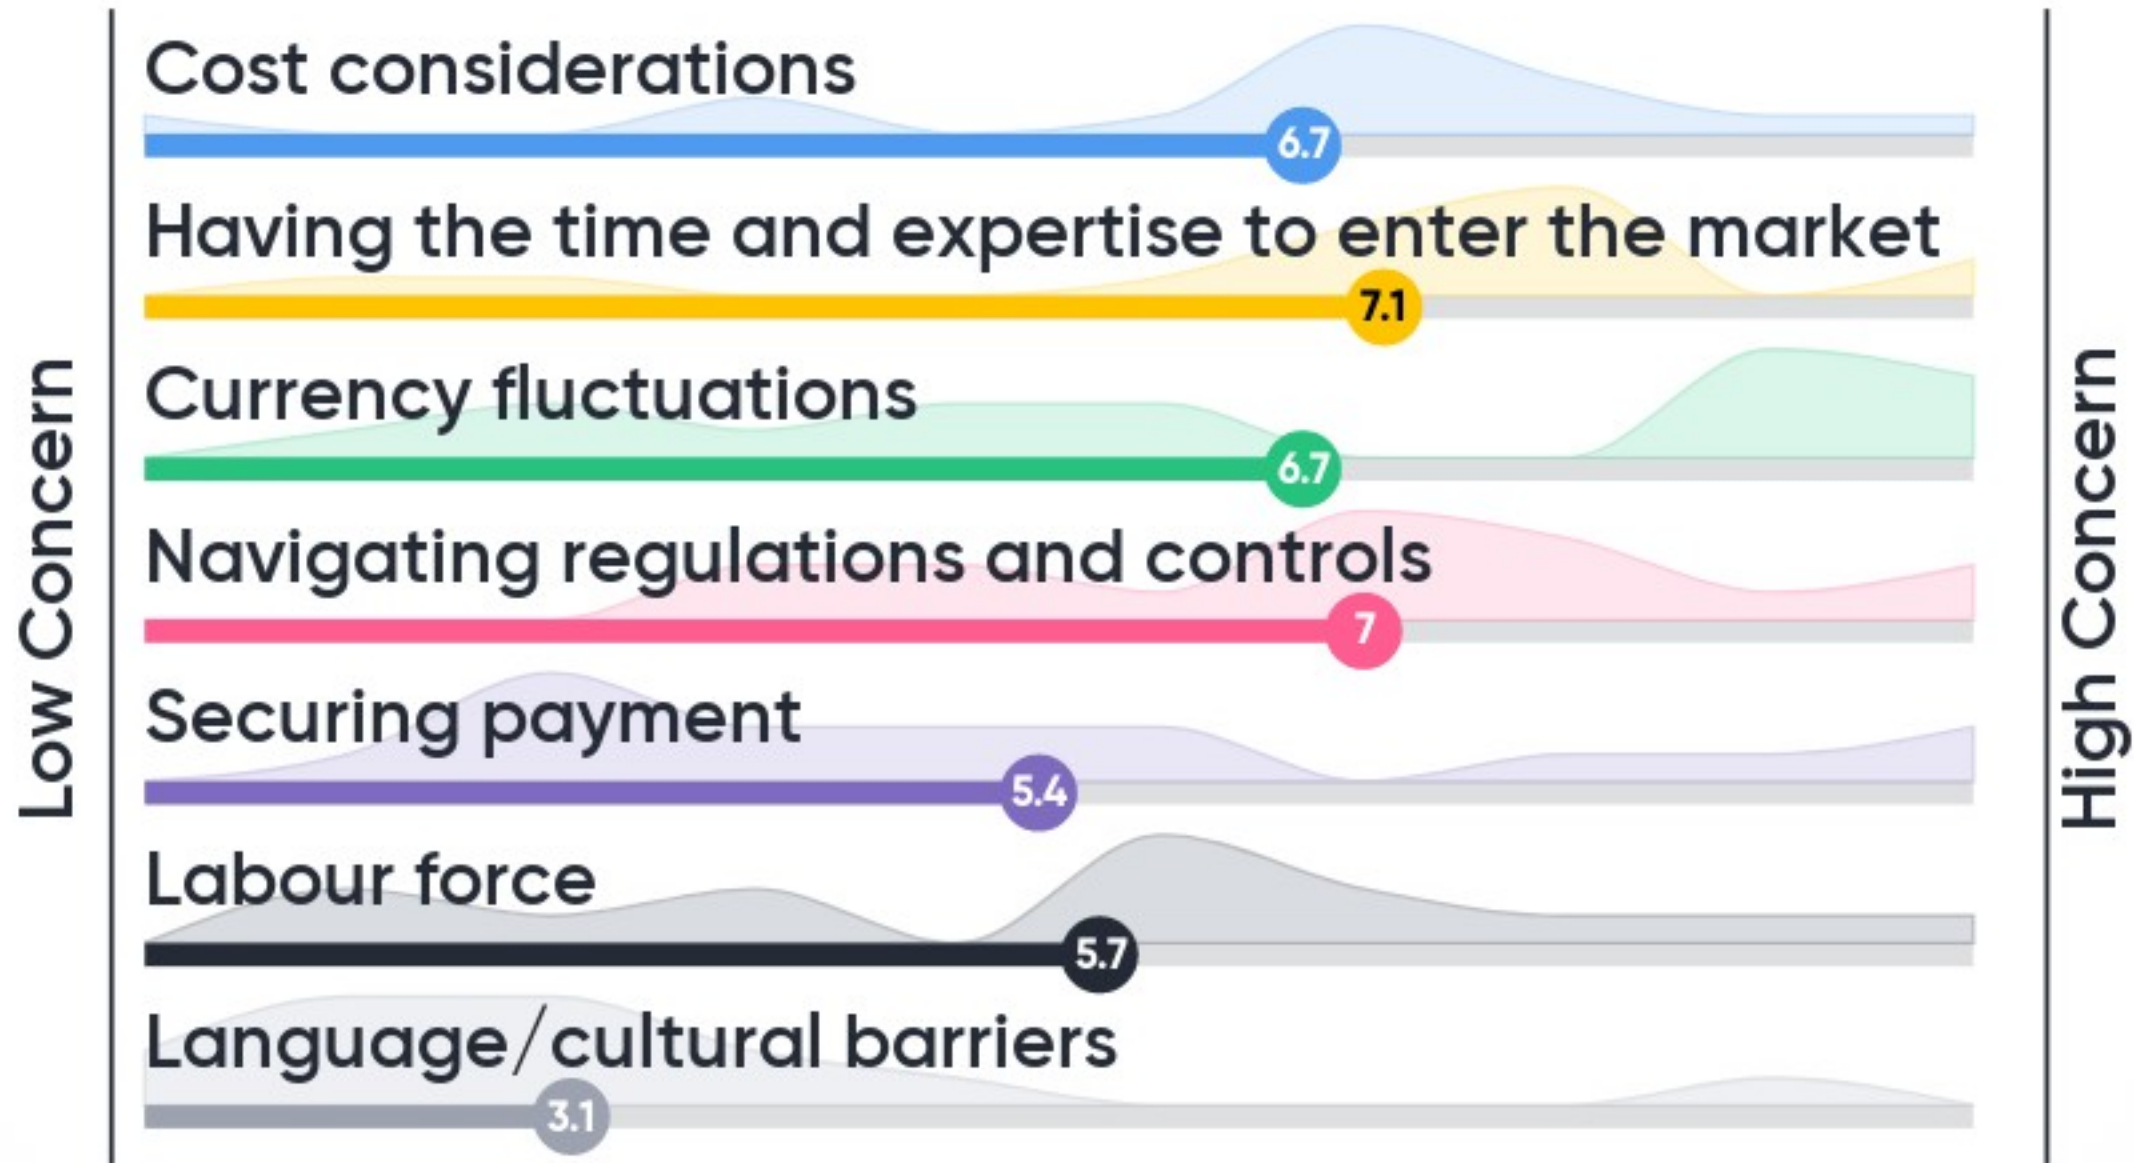 Cost considerations
6.7
Having the time and expertise to enter the market
7.1
Currency fluctuations
6.7
Navigating regulations and controls
7
Securing payment
5.4
Labour force
5.7
Language/cultural barriers
3.1
Low Concern
High Concern